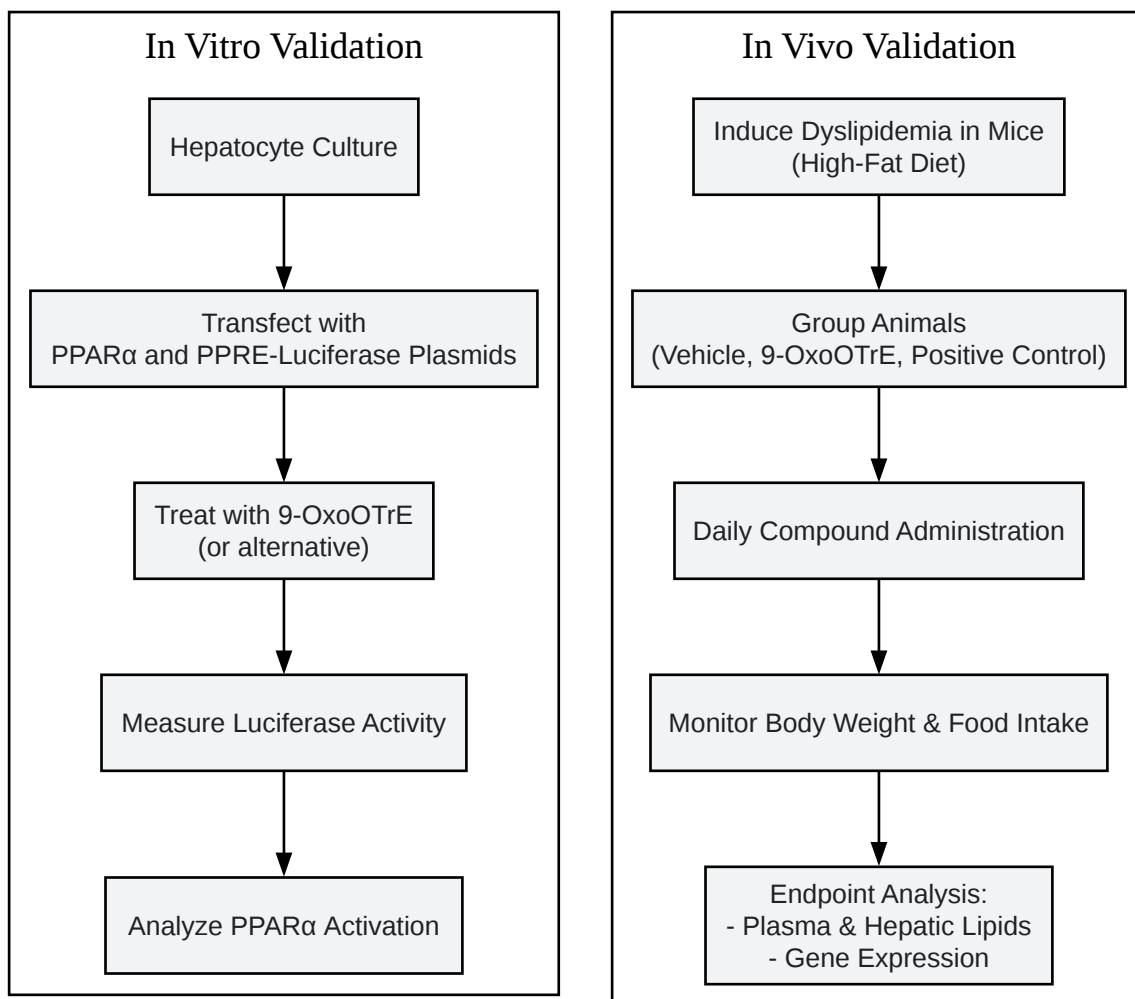 In Vitro Validation
Hepatocyte Culture
Transfect with
PPARα and PPRE-Luciferase Plasmids
Treat with 9-OxoOTrE
(or alternative)
Measure Luciferase Activity
Analyze PPARα Activation
In Vivo Validation
Induce Dyslipidemia in Mice
(High-Fat Diet)
Group Animals
(Vehicle, 9-OxoOTrE, Positive Control)
Daily Compound Administration
Monitor Body Weight & Food Intake
Endpoint Analysis:
- Plasma & Hepatic Lipids
- Gene Expression